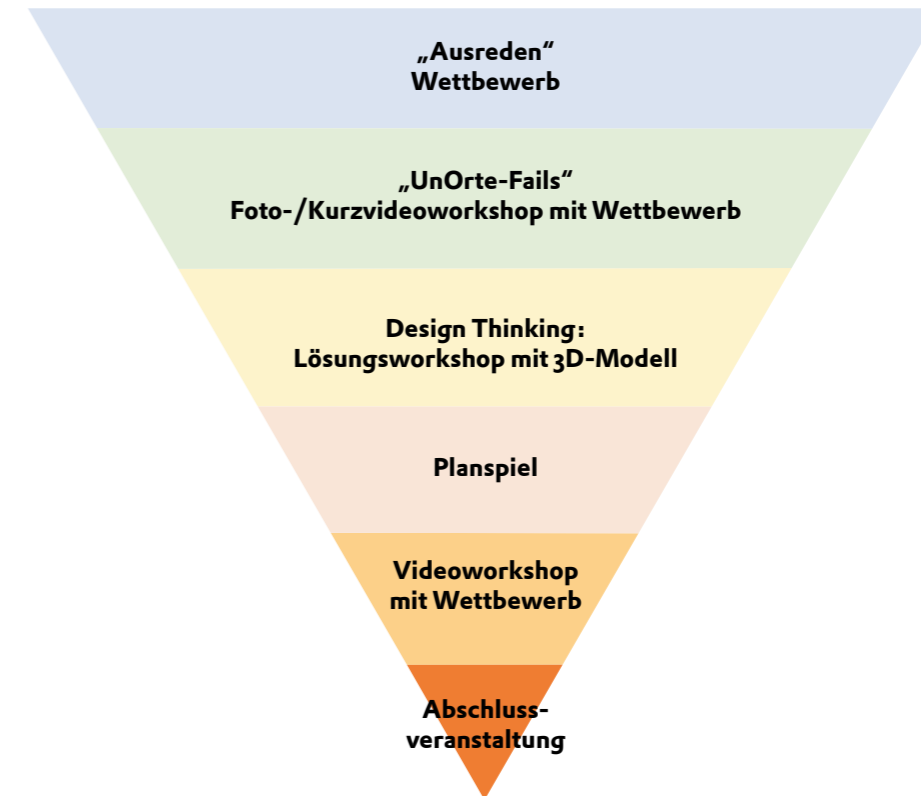 „Ausreden“
Wettbewerb
„UnOrte-Fails“
Foto-/Kurzvideoworkshop mit Wettbewerb
Design Thinking:
Lösungsworkshop mit 3D-Modell
Planspiel
Videoworkshop
mit Wettbewerb
Abschluss-
veranstaltung